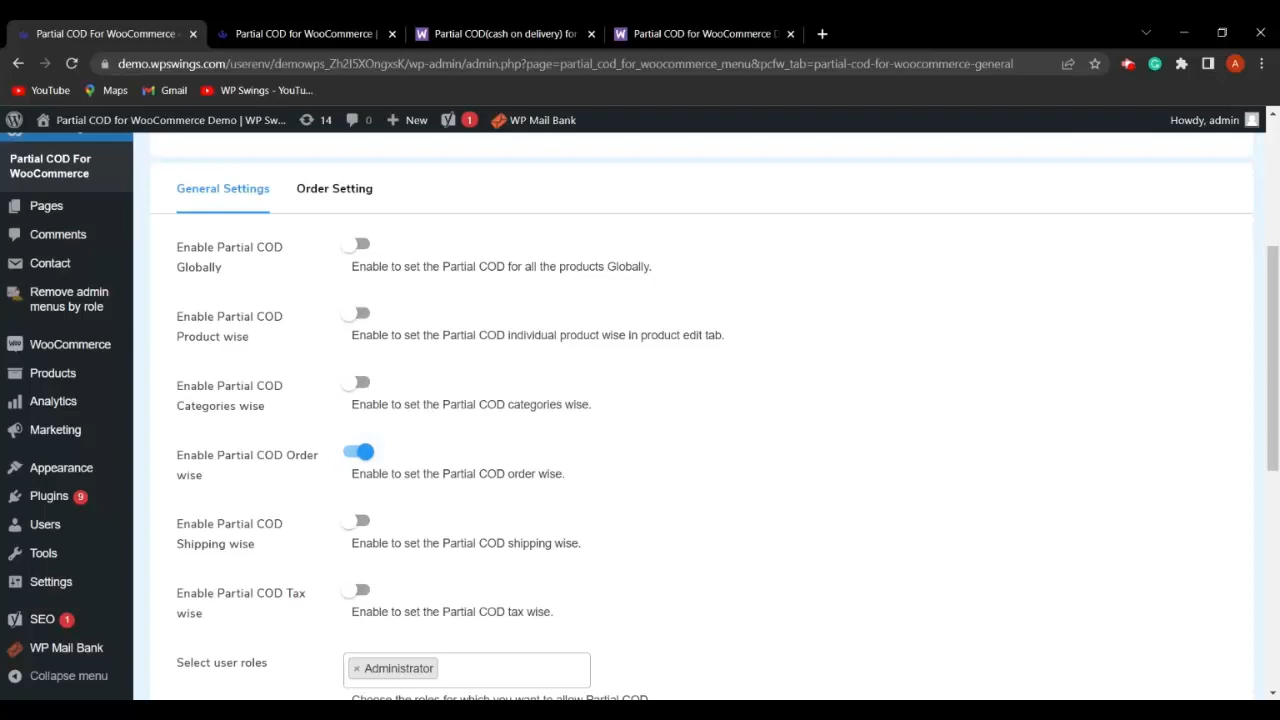 Partial COD For WooCommerce
Partial COD for WooCommerce |
Partial COD(cash on delivery) for
Partial COD for WooCommerce D
demo.wpswings.com/userenv/demowps_Zh2I5XOngxsK/wp-admin/admin.php?page=partial_cod_for_woocommerce_menu&pcfw_tab=partial-cod-for-woocommerce-general
A
YouTube
Maps
Gmail
WP Swings - YouTu...
Partial COD for WooCommerce Demo | WP Sw...
14
0
New
1
WP Mail Bank
Howdy, admin
Partial COD For
WooCommerce
Pages
Comments
Contact
Remove admin
menus by role
WooCommerce
Products
Analytics
Marketing
Appearance
Plugins 9
Users
Tools
Settings
SEO 1
WP Mail Bank
Collapse menu
General Settings
Order Setting
Enable Partial COD
Globally
Enable to set the Partial COD for all the products Globally.
Enable Partial COD
Product wise
Enable to set the Partial COD individual product wise in product edit tab.
Enable Partial COD
Categories wise
Enable to set the Partial COD categories wise.
Enable Partial COD Order
wise
Enable to set the Partial COD order wise.
Enable Partial COD
Shipping wise
Enable to set the Partial COD shipping wise.
Enable Partial COD Tax
wise
Enable to set the Partial COD tax wise.
Select user roles
× Administrator
Choose the roles for which you want to allow Partial COD